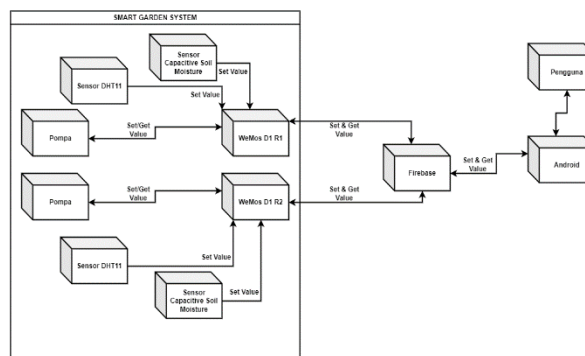 SMART GARDEN SYSTEM
Sensor
Capacitive Soil
Moisture
Set Value
Sensor DHT11
Set Value
Pompa
Set/Get
Value
WeMos D1 R1
Set & Get
Value
Pengguna
Firebase
Set & Get
Value
Android
Pompa
Set/Get
Value
WeMos D1 R2
Set & Get
Value
Sensor DHT11
Set Value
Sensor
Capacitive Soil
Moisture
Set Value